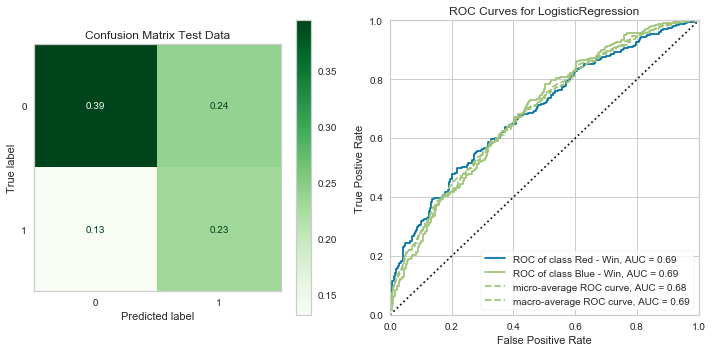 Confusion Matrix Test Data
0
1
True label
0.39
0.24
0.13
0.23
0
1
Predicted label
0.35
0.30
0.25
0.20
0.15
ROC Curves for LogisticRegression
1.0
0.8
0.6
0.4
0.2
0.0
True Postive Rate
ROC of class Red - Win, AUC = 0.69
ROC of class Blue - Win, AUC = 0.69
micro-average ROC curve, AUC = 0.68
macro-average ROC curve, AUC = 0.69
0.0
0.2
0.4
0.6
0.8
1.0
False Positive Rate